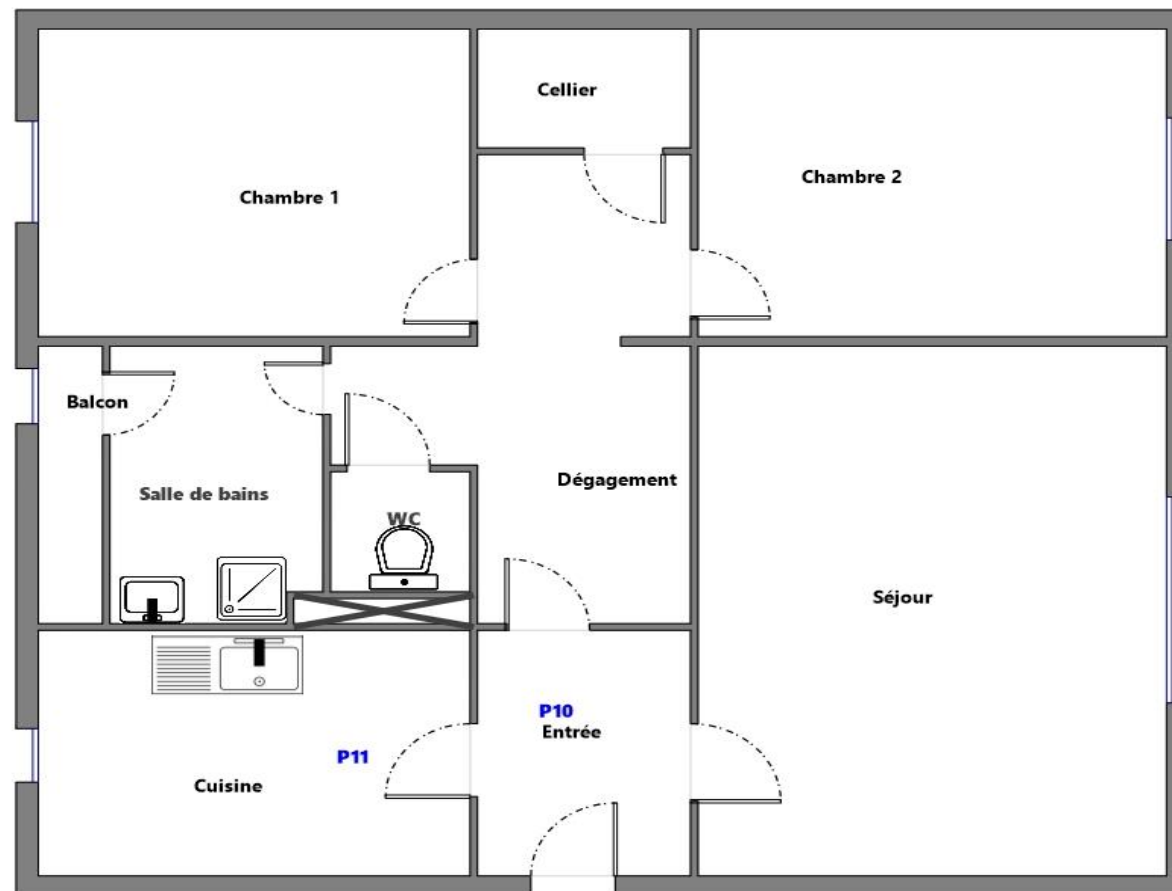 Cellier
Chambre 1
Chambre 2
Balcon
Salle de bains
WC
Dégagement
Séjour
P10
Entrée
P11
Cuisine